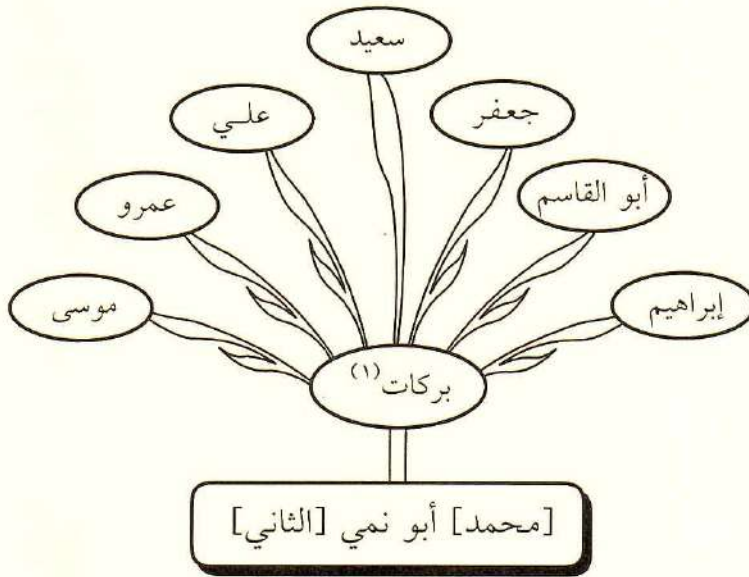 سعيد
جعفر
علي
أبو القاسم
عمرو
إبراهيم
موسى
بركات(١)
[محمد] أبو نمي [الثاني]